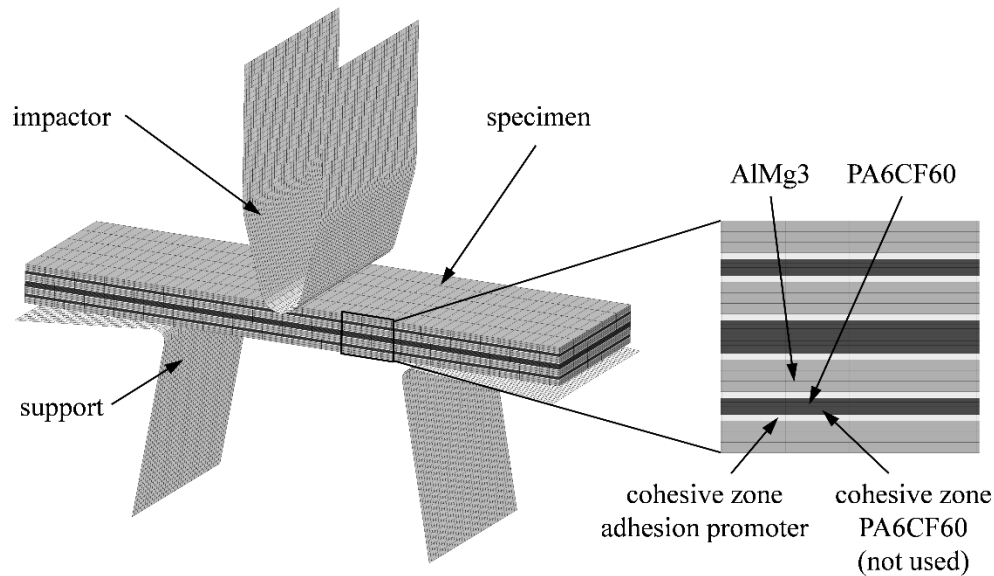 impactor
specimen
AlMg3
PA6CF60
support
cohesive zone
adhesion promoter
cohesive zone
PA6CF60
(not used)